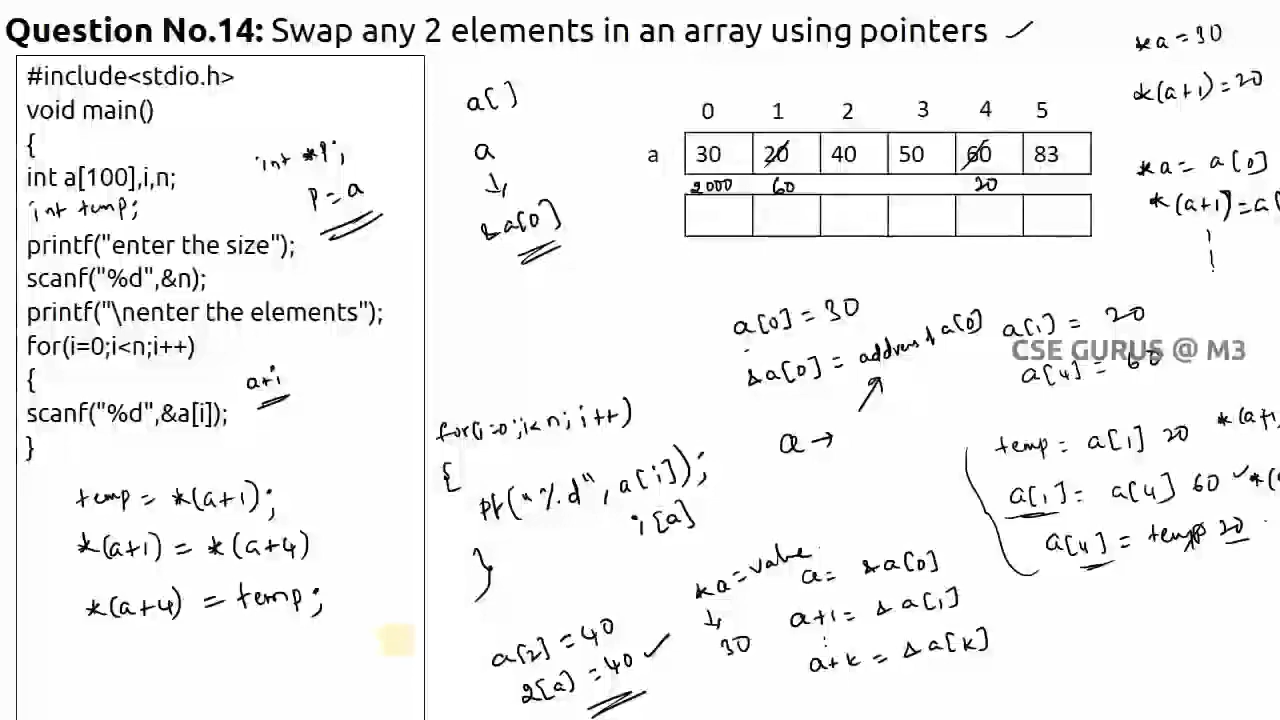 Question No.14: Swap any 2 elements in an array using pointers
#include<stdio.h>
void main()
{
int a[100],i,n;
int temp;
int *p;
p=a
printf("enter the size");
scanf("%d",&n);
printf("\nenter the elements");
for(i=0;i<n;i++)
{
a+i
scanf("%d",&a[i]);
}
temp = *(a+1);
*(a+1) = *(a+4)
*(a+4) = temp;
a[]
a
&a[0]
0 1 2 3 4 5
a 30 20 40 50 60 83
2000 60 20
*a = 30
*(a+1) = 20
*a = a[0]
*(a+1) = a[
a[0] = 30
&a[0] = address of a[0]
a →
a[1] = 20
a[4] = 60
CSE GURUS @ M3
for(i=0;i<n;i++)
{
pf("%d", a[i]);
i[a]
}
a[2] = 40
2[a] = 40
*a = value
30
a = &a[0]
a+1 = &a[1]
a+k = &a[k]
temp = a[1] 20 *(a+1
a[1] = a[4] 60 *(
a[4] = temp 20